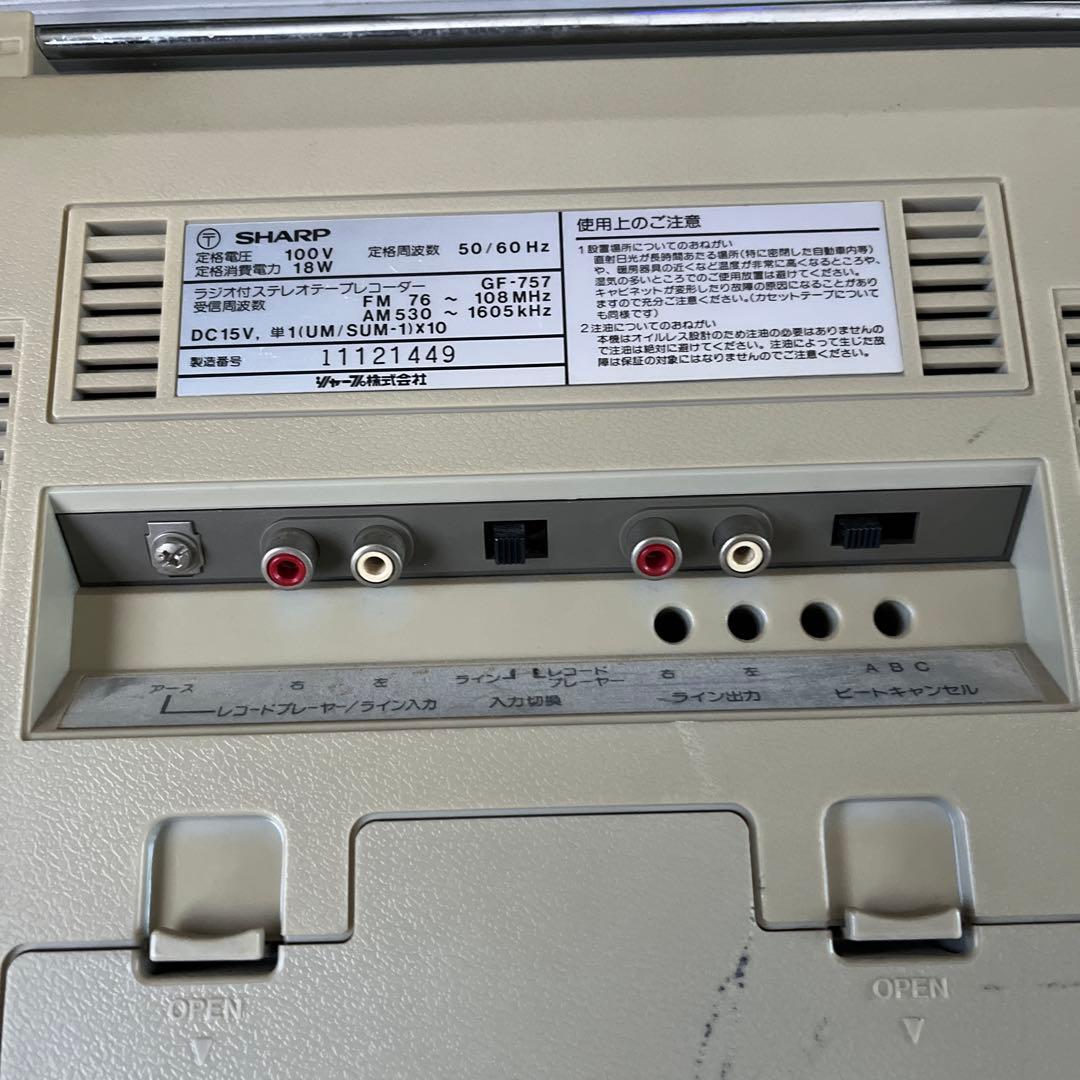 〒 SHARP
定格電圧 100V 定格周波数 50/60Hz
定格消費電力 18W
ラジオ付ステレオテープレコーダー GF-757
受信周波数 FM 76 ~ 108MHz
AM 530 ~ 1605kHz
DC15V, 単1(UM/SUM-1)X10
製造番号 11121449
シャープ株式会社
使用上のご注意
1 設置場所についてのおねがい
直射日光が長時間あたる場所(特に密閉した自動車内等)
や、暖房器具の近くなど温度が非常に高くなるところや、
湿気の多いところでのご使用放置は避けてください。
キャビネットが変形したり故障の原因になることがあり
ますので充分ご注意ください。(カセットテープについて
も同様です)
2 注油についてのおねがい
本機はオイルレス設計のため注油の必要はありませんの
で注油は絶対に避けてください。注油によって生じた故
障は保証の対象にはなりませんのでご注意ください。
アース 右 左 ライン レコードプレーヤー 右 左 A B C
レコードプレーヤー/ライン入力 入力切換 ライン出力 ビートキャンセル
OPEN
OPEN